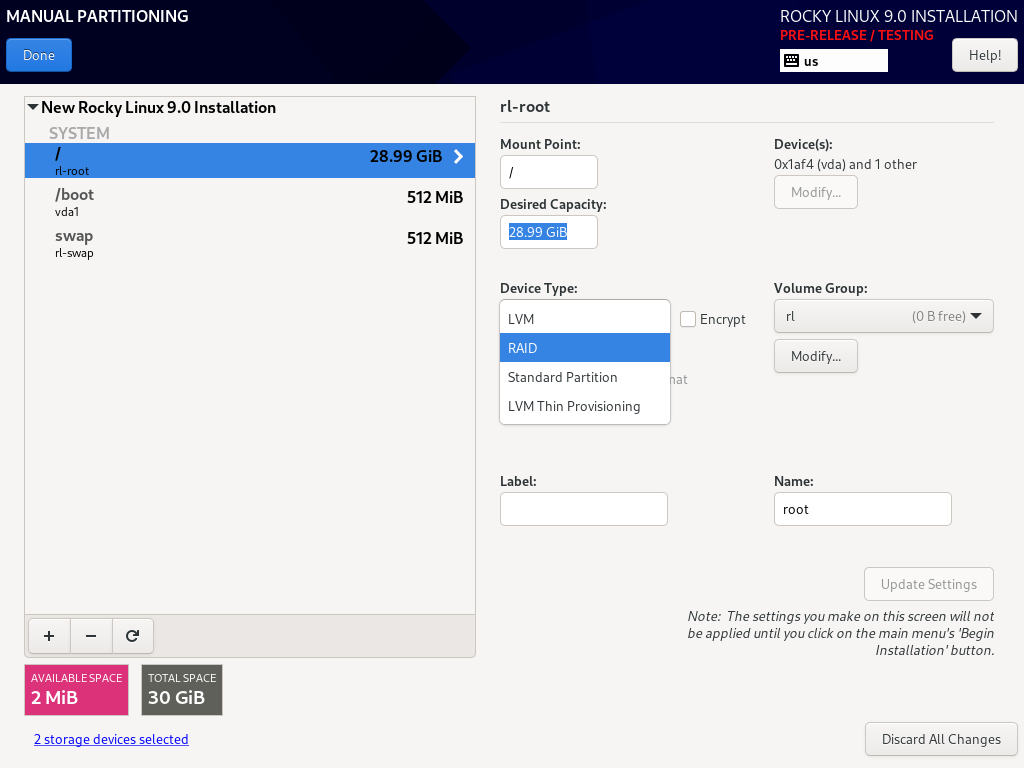 MANUAL PARTITIONING
ROCKY LINUX 9.0 INSTALLATION
PRE-RELEASE / TESTING
Done
us
Help!
New Rocky Linux 9.0 Installation
SYSTEM
/
28.99 GiB
rl-root
/boot
512 MiB
vda1
swap
512 MiB
rl-swap
+ −
AVAILABLE SPACE
2 MiB
TOTAL SPACE
30 GiB
2 storage devices selected
rl-root
Mount Point:
/
Device(s):
0x1af4 (vda) and 1 other
Modify...
Desired Capacity:
28.99 GiB
Device Type:
LVM
RAID
Standard Partition
LVM Thin Provisioning
Encrypt
Volume Group:
rl (0 B free)
Modify...
Label:
Name:
root
Update Settings
Note: The settings you make on this screen will not
be applied until you click on the main menu's 'Begin
Installation' button.
Discard All Changes